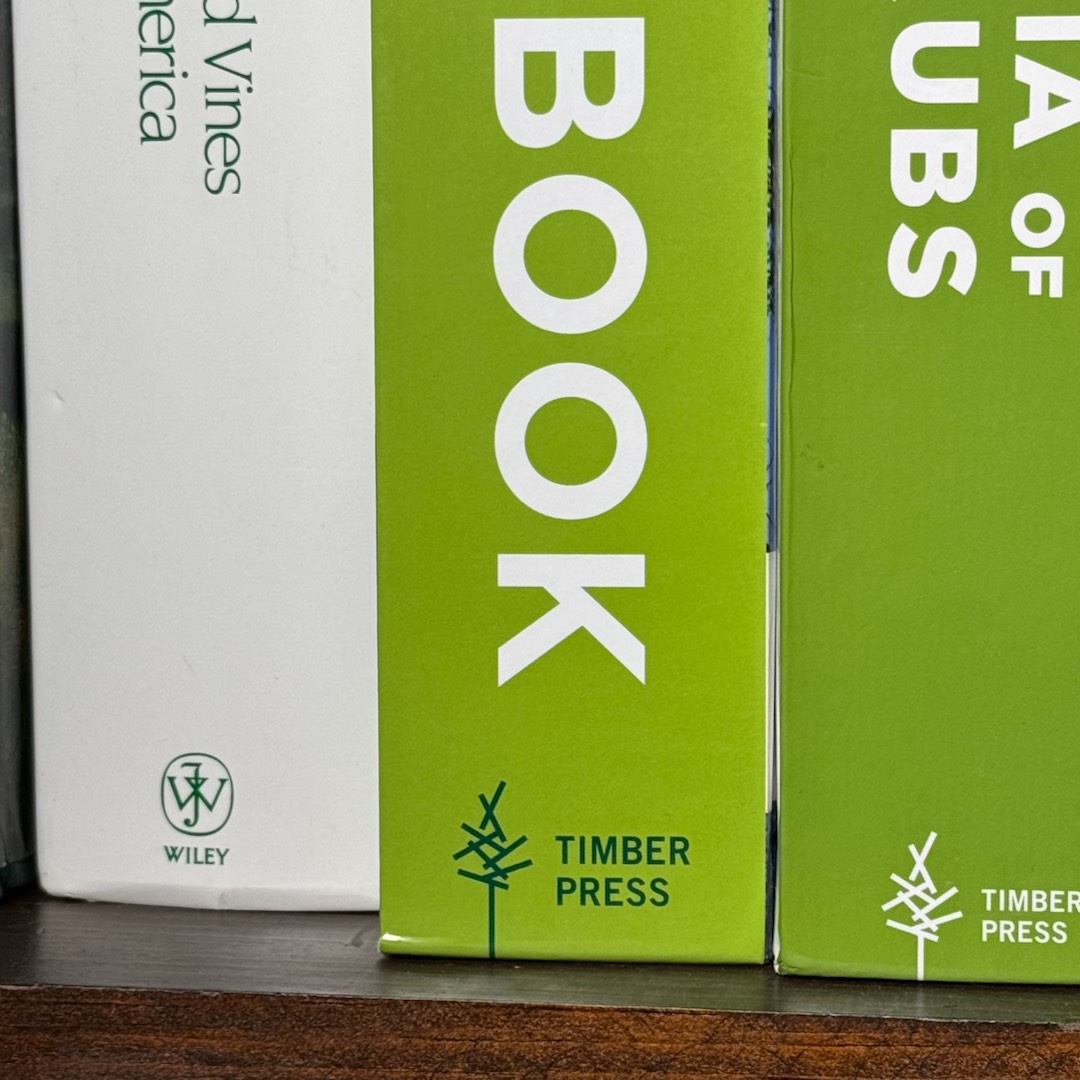 d Vines
erica
WILEY
BOOK
TIMBER
PRESS
IA OF
UBS
TIMBER
PRESS